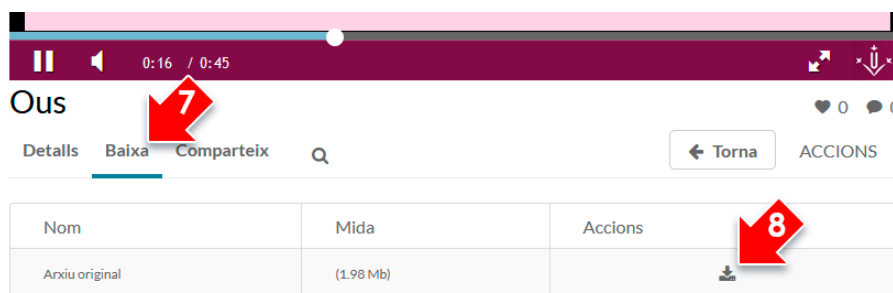 0:16 / 0:45
7
Ous
0
Detalls Baixa Comparteix
Torna ACCIONS
Nom Mida Accions
8
Arxiu original (1.98 Mb)